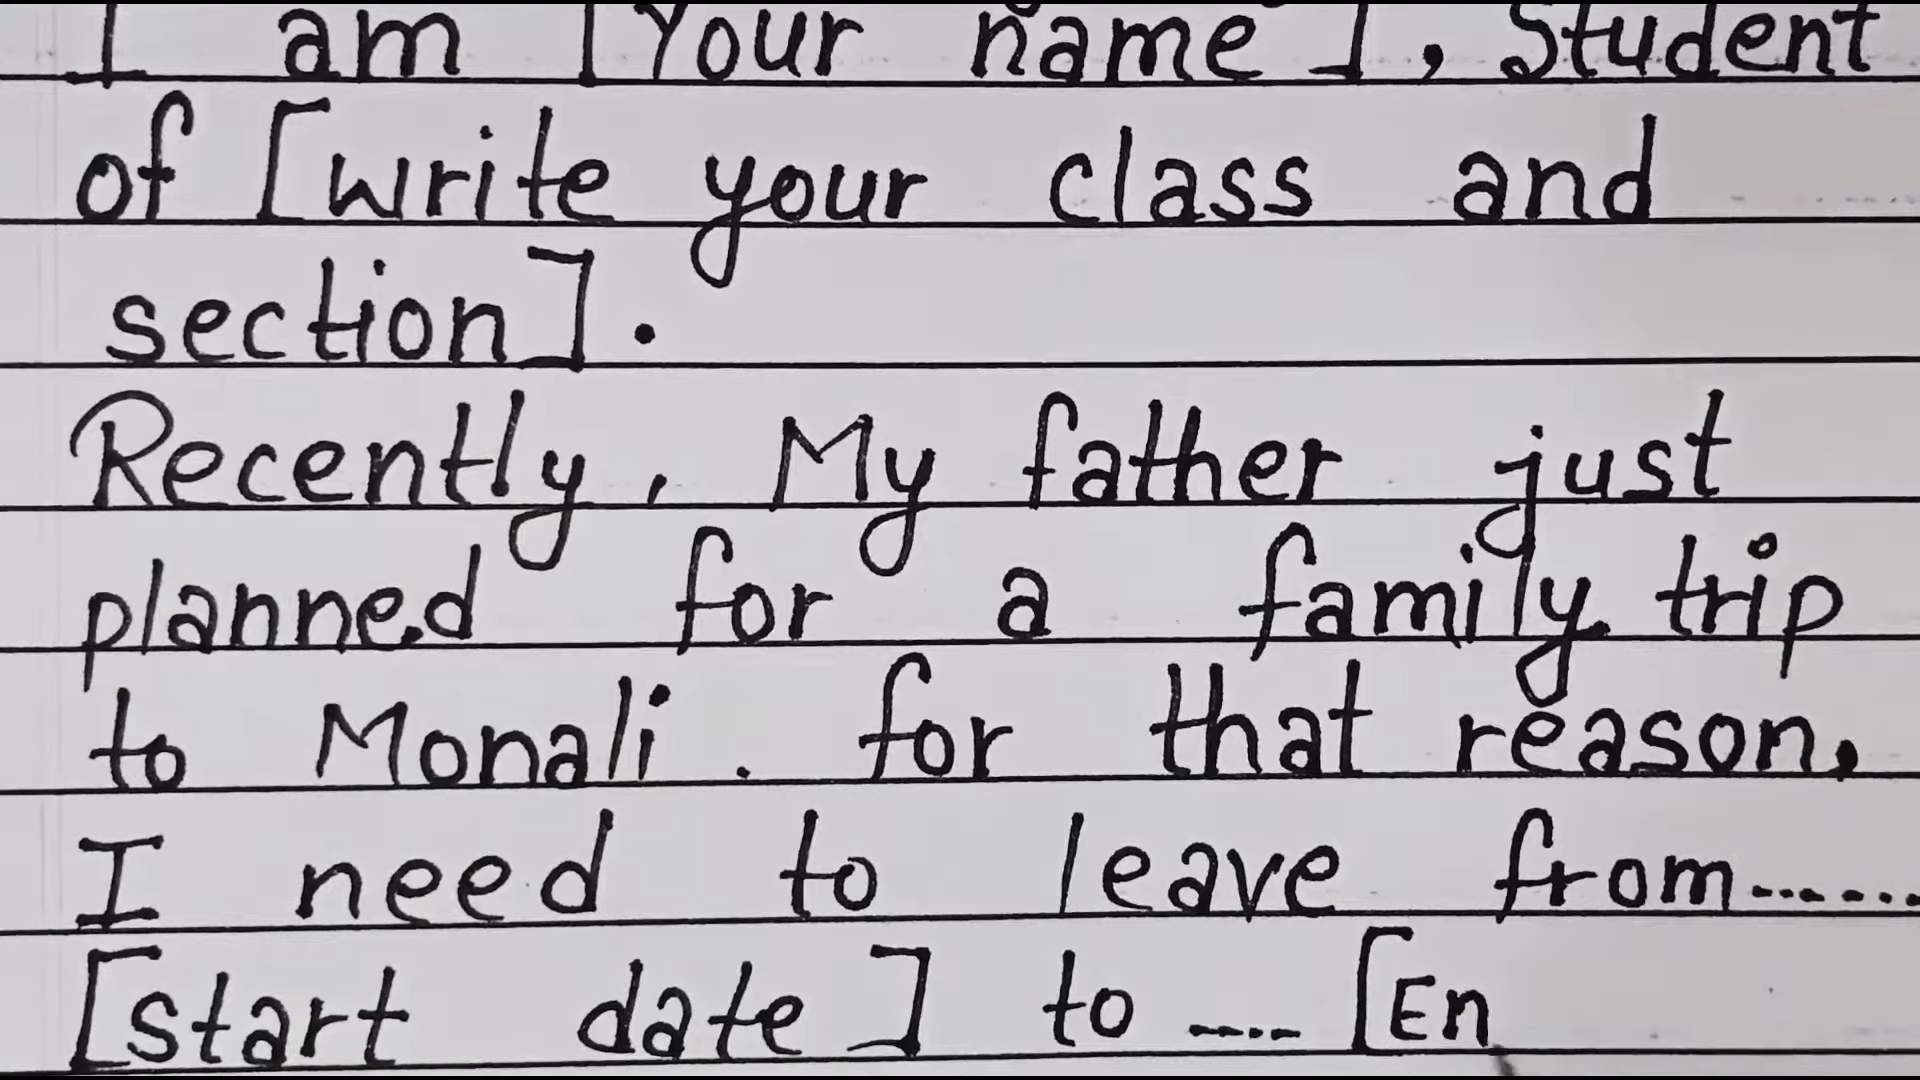 I am [Your name], Student
of [write your class and
section].
Recently, My father just
planned for a family trip
to Monali. for that reason,
I need to leave from.......
[start date] to ..... [En